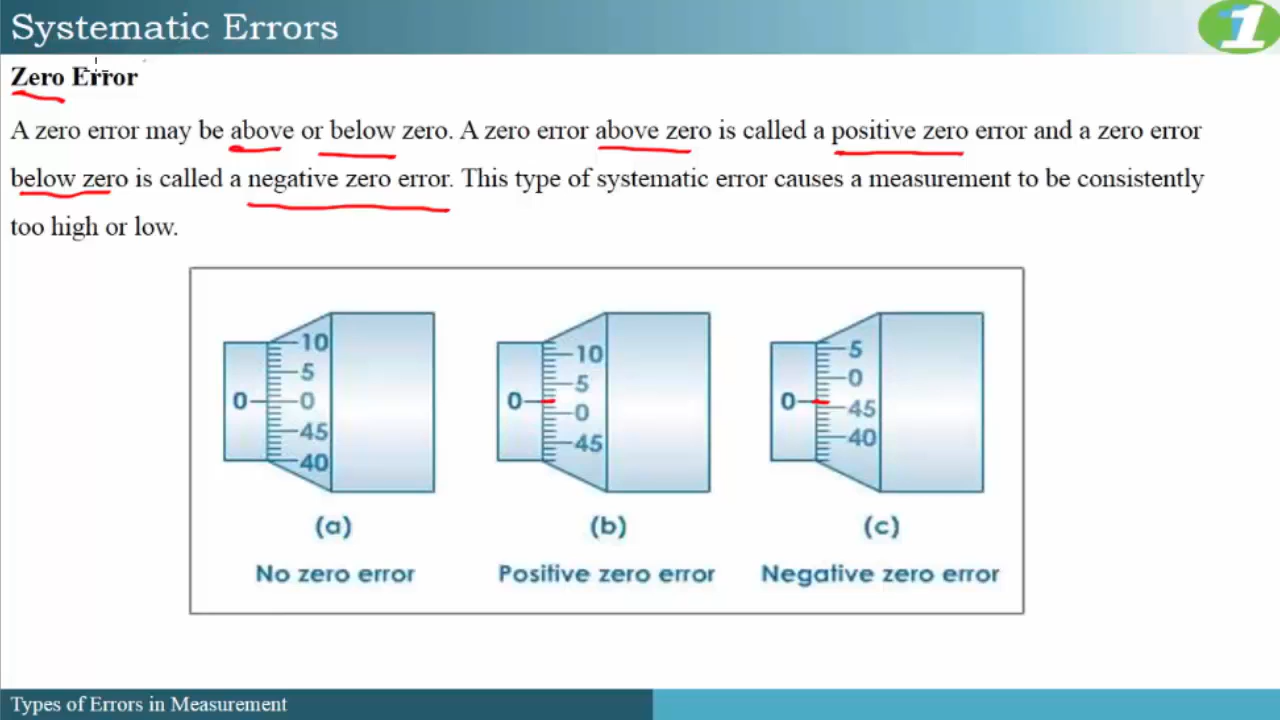 Systematic Errors
1
Zero Error
A zero error may be above or below zero. A zero error above zero is called a positive zero error and a zero error
below zero is called a negative zero error. This type of systematic error causes a measurement to be consistently
too high or low.
10
5
0 0
45
40
(a)
No zero error
10
5
0
0
45
(b)
Positive zero error
5
0
0
45
40
(c)
Negative zero error
Types of Errors in Measurement